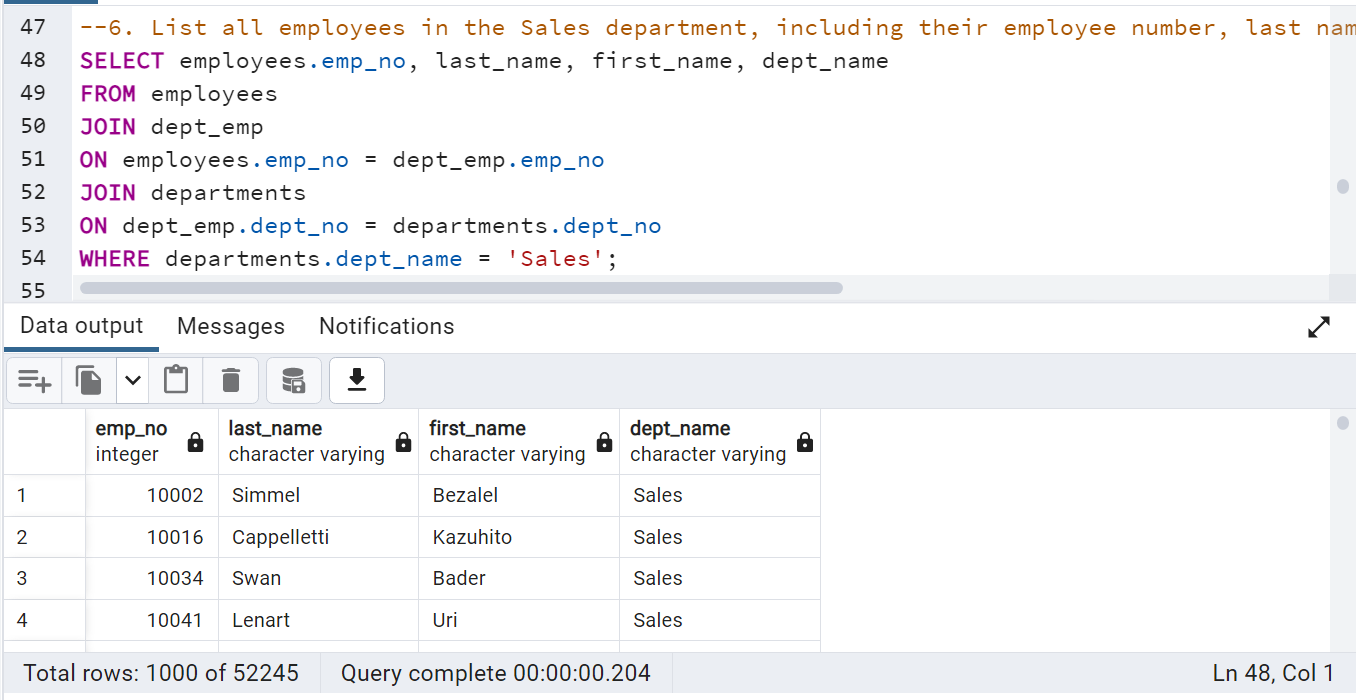 47 --6. List all employees in the Sales department, including their employee number, last nam
48 SELECT employees.emp_no, last_name, first_name, dept_name
49 FROM employees
50 JOIN dept_emp
51 ON employees.emp_no = dept_emp.emp_no
52 JOIN departments
53 ON dept_emp.dept_no = departments.dept_no
54 WHERE departments.dept_name = 'Sales';
55
Data output Messages Notifications
emp_no last_name first_name dept_name
integer character varying character varying character varying
1 10002 Simmel Bezalel Sales
2 10016 Cappelletti Kazuhito Sales
3 10034 Swan Bader Sales
4 10041 Lenart Uri Sales
Total rows: 1000 of 52245 Query complete 00:00:00.204 Ln 48, Col 1